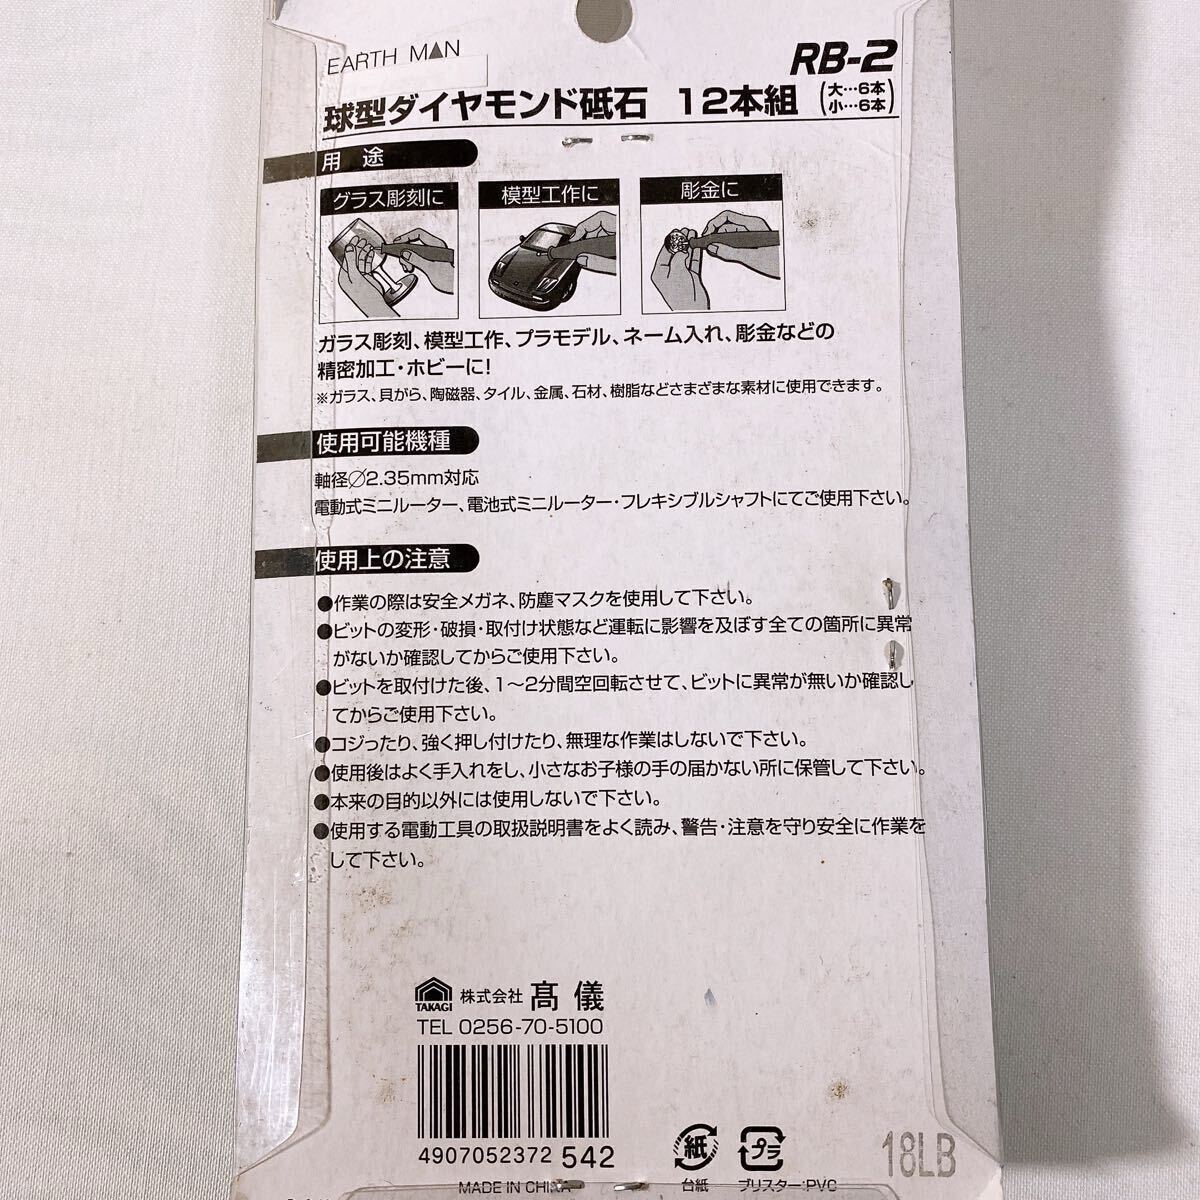 EARTH MAN
RB-2
球型ダイヤモンド砥石 12本組 (大…6本 小…6本)
用途
グラス彫刻に
模型工作に
彫金に
ガラス彫刻、模型工作、プラモデル、ネーム入れ、彫金などの
精密加工・ホビーに!
※ガラス、貝がら、陶磁器、タイル、金属、石材、樹脂などさまざまな素材に使用できます。
使用可能機種
軸径∅2.35mm対応
電動式ミニルーター、電池式ミニルーター・フレキシブルシャフトにてご使用下さい。
使用上の注意
●作業の際は安全メガネ、防塵マスクを使用して下さい。
●ビットの変形・破損・取付け状態など運転に影響を及ぼす全ての箇所に異常
がないか確認してからご使用下さい。
●ビットを取付けた後、1〜2分間空回転させて、ビットに異常が無いか確認し
てからご使用下さい。
●コジったり、強く押し付けたり、無理な作業はしないで下さい。
●使用後はよく手入れをし、小さなお子様の手の届かない所に保管して下さい。
●本来の目的以外には使用しないで下さい。
●使用する電動工具の取扱説明書をよく読み、警告・注意を守り安全に作業を
して下さい。
TAKAGI 株式会社 髙儀
TEL 0256-70-5100
4907052372542
MADE IN CHINA
紙
台紙
プラ
ブリスター:PVC
18LB